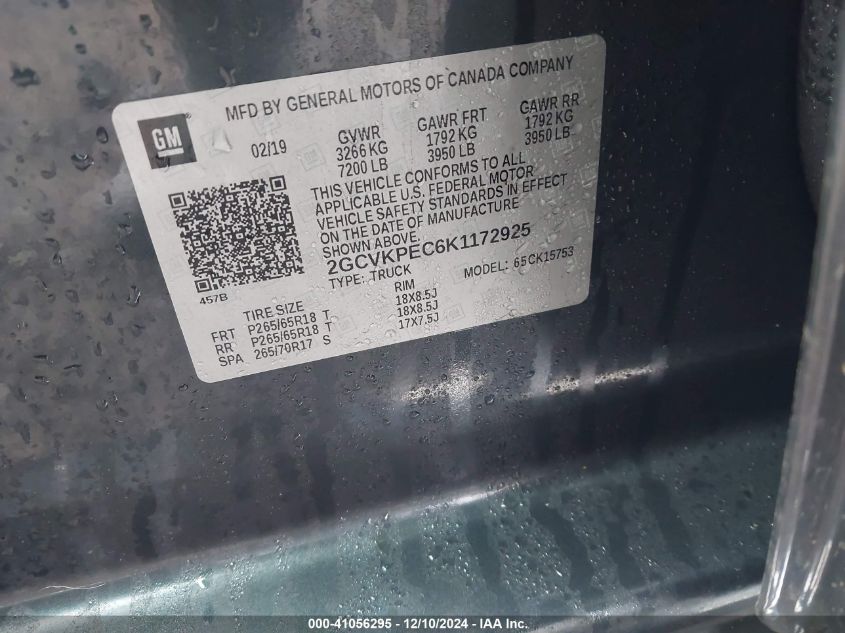 MFD BY GENERAL MOTORS OF CANADA COMPANY
GM
02/19
GVWR
3266 KG
7200 LB
GAWR FRT
1792 KG
3950 LB
GAWR RR
1792 KG
3950 LB
THIS VEHICLE CONFORMS TO ALL
APPLICABLE U.S. FEDERAL MOTOR
VEHICLE SAFETY STANDARDS IN EFFECT
ON THE DATE OF MANUFACTURE
SHOWN ABOVE.
2GCVKPEC6K1172925
TYPE: TRUCK
MODEL: 65CK15753
457B
TIRE SIZE RIM
FRT P265/65R18 T 18X8.5J
RR P265/65R18 T 18X8.5J
SPA 265/70R17 S 17X7.5J
000-41056295 - 12/10/2024 - IAA Inc.